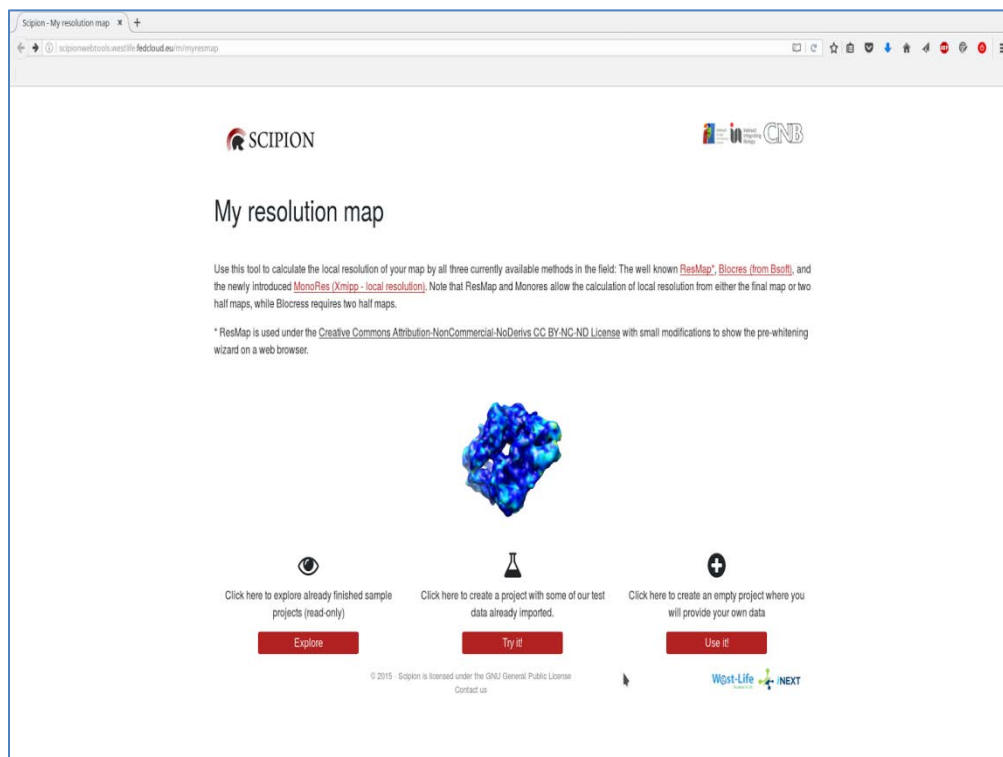 Scipion - My resolution map × +
scipionwebtools.westlife.fedcloud.eu/m/myresmap
SCIPION
CNB
My resolution map
Use this tool to calculate the local resolution of your map by all three currently available methods in the field: The well known ResMap*, Blocres (from Bsoft), and
the newly introduced MonoRes (Xmipp - local resolution). Note that ResMap and Monores allow the calculation of local resolution from either the final map or two
half maps, while Blocress requires two half maps.
* ResMap is used under the Creative Commons Attribution-NonCommercial-NoDerivs CC BY-NC-ND License with small modifications to show the pre-whitening
wizard on a web browser.
Click here to explore already finished sample
projects (read-only)
Explore
Click here to create a project with some of our test
data already imported.
Try it!
Click here to create an empty project where you
will provide your own data
Use it!
© 2015 - Scipion is licensed under the GNU General Public License
Contact us
West-Life
iNEXT